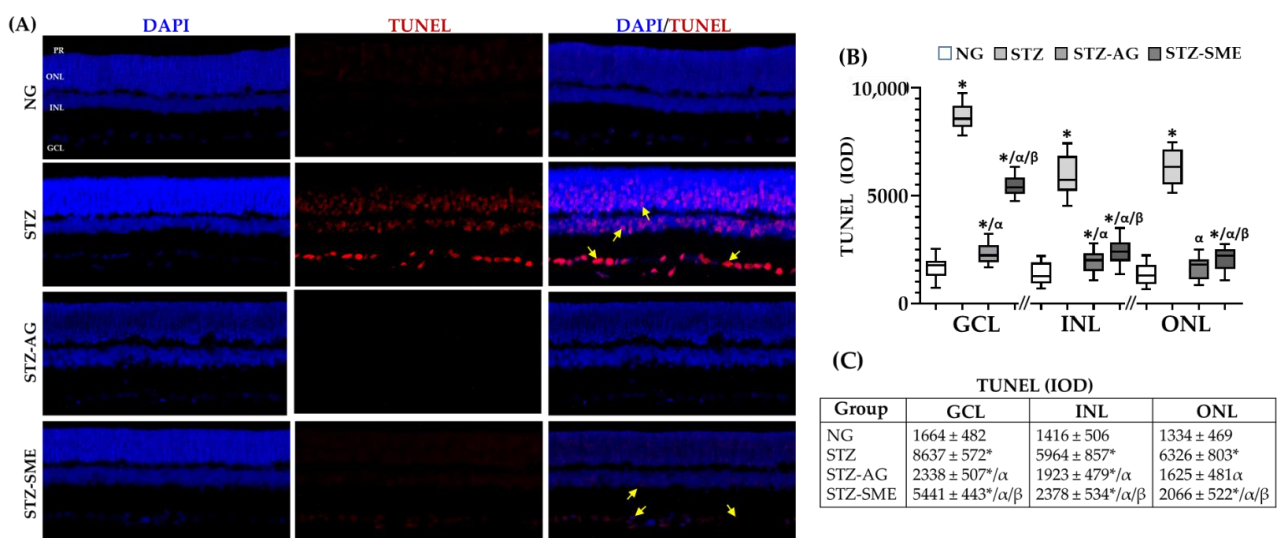 (A)
DAPI
TUNEL
DAPI/TUNEL
NG
PR
ONL
INL
GCL
STZ
STZ-AG
STZ-SME
(B)
NG STZ STZ-AG STZ-SME
TUNEL (IOD)
10,000
5000
0
*
*/α
*/α/β
*
*/α
*/α/β
*
α
*/α/β
// //
GCL INL ONL
(C)
TUNEL (IOD)
Group GCL INL ONL
NG 1664 ± 482 1416 ± 506 1334 ± 469
STZ 8637 ± 572* 5964 ± 857* 6326 ± 803*
STZ-AG 2338 ± 507*/α 1923 ± 479*/α 1625 ± 481α
STZ-SME 5441 ± 443*/α/β 2378 ± 534*/α/β 2066 ± 522*/α/β